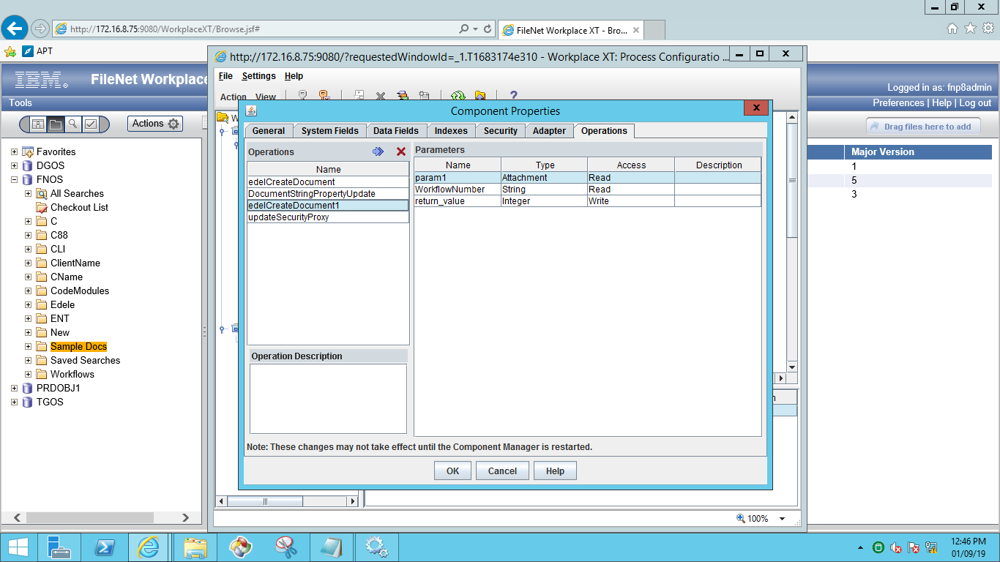 http://172.16.8.75:9080/WorkplaceXT/Browse.jsf#
FileNet Workplace XT - Bro...
APT
http://172.16.8.75:9080/?requestedWindowId=_1.T1683174e310 - Workplace XT: Process Configuratio ...
IBM
FileNet Workplace
Logged in as: fnp8admin
Tools
Preferences | Help | Log out
Actions
Drag files here to add
File Settings Help
Action View
Component Properties
General System Fields Data Fields Indexes Security Adapter Operations
Operations
Name
edelCreateDocument
DocumentStringPropertyUpdate
edelCreateDocument1
updateSecurityProxy
Operation Description
Parameters
Name Type Access Description
param1 Attachment Read
WorkflowNumber String Read
return_value Integer Write
Note: These changes may not take effect until the Component Manager is restarted.
OK Cancel Help
Favorites
DGOS
FNOS
All Searches
Checkout List
C
C88
CLI
ClientName
CName
CodeModules
Edele
ENT
New
Sample Docs
Saved Searches
Workflows
PRDOBJ1
TGOS
Major Version
1
5
3
100%
12:46 PM
01/09/19